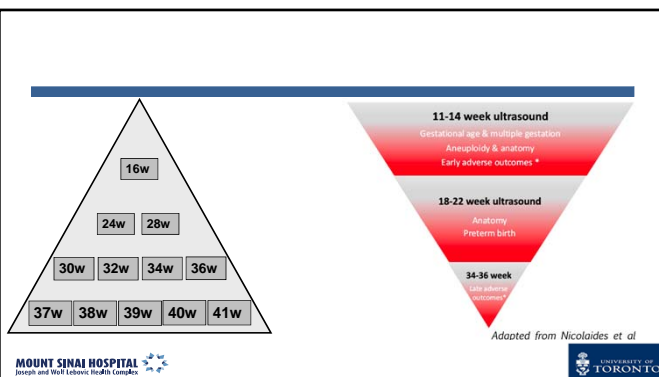 16w
24w 28w
30w 32w 34w 36w
37w 38w 39w 40w 41w
11-14 week ultrasound
Gestational age & multiple gestation
Aneuploidy & anatomy
Early adverse outcomes *
18-22 week ultrasound
Anatomy
Preterm birth
34-36 week
Late adverse
outcomes*
Adapted from Nicolaides et al
MOUNT SINAI HOSPITAL
Joseph and Wolf Lebovic Health Complex
UNIVERSITY OF
TORONTO